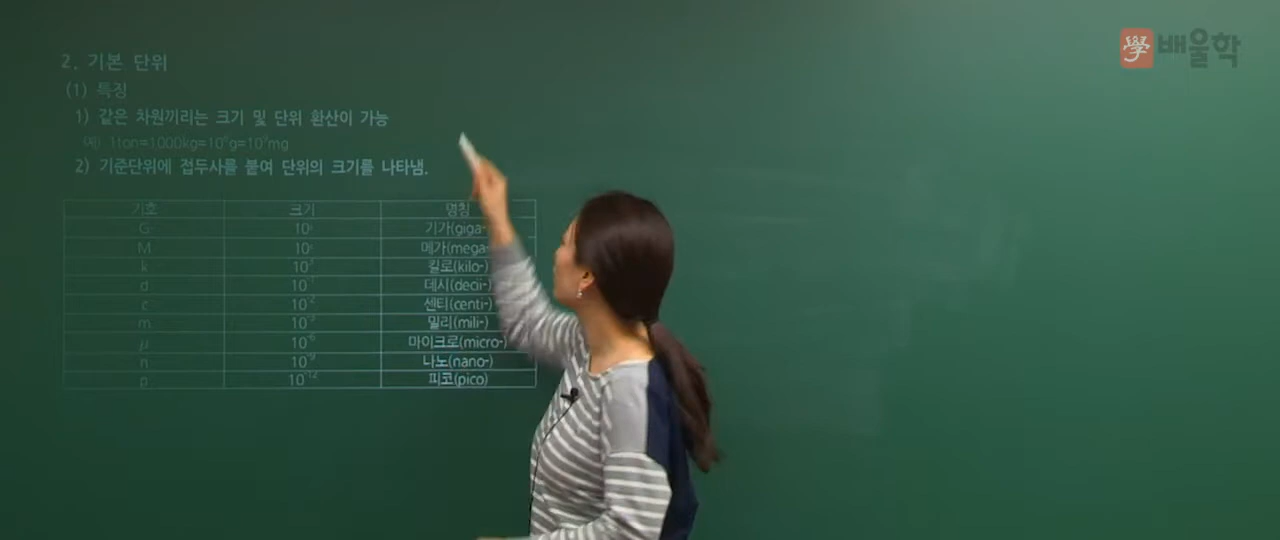 學 배울학
2. 기본 단위
(1) 특징
1) 같은 차원끼리는 크기 및 단위 환산이 가능
예) 1ton=1000kg=10⁶g=10⁹mg
2) 기준단위에 접두사를 붙여 단위의 크기를 나타냄.
기호 크기 명칭
G 기가(giga-
M 메가(mega-
k 10³ 킬로(kilo-)
d 10⁻¹ 데시(deci-)
c 10⁻² 센티(centi-)
m 10⁻³ 밀리(mili-)
μ 10⁻⁶ 마이크로(micro-)
n 10⁻⁹ 나노(nano-)
p 10⁻¹² 피코(pico)